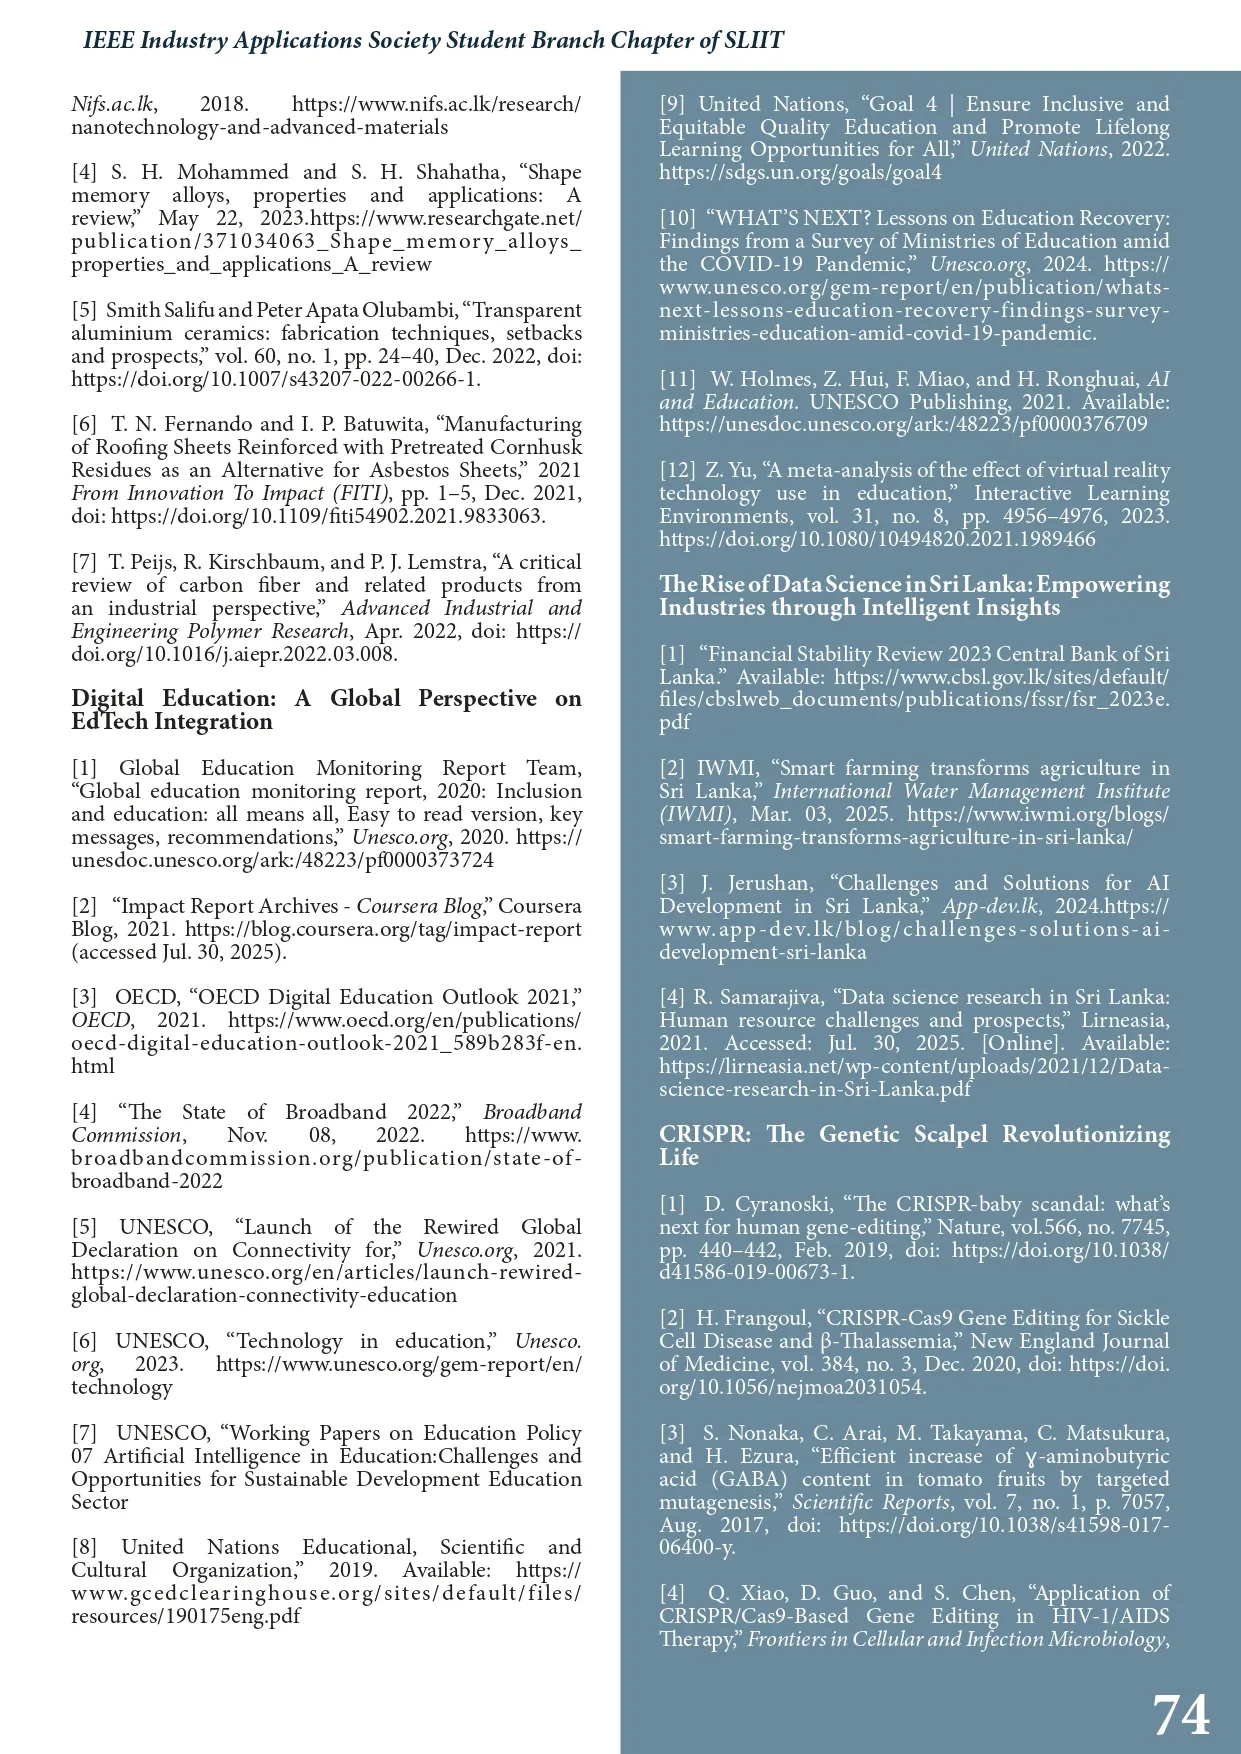 IEEE Industry Applications Society Student Branch Chapter of SLIIT
Nifs.ac.lk, 2018. https://www.nifs.ac.lk/research/
nanotechnology-and-advanced-materials
[4] S. H. Mohammed and S. H. Shahatha, “Shape
memory alloys, properties and applications: A
review,” May 22, 2023.https://www.researchgate.net/
publication/371034063_Shape_memory_alloys_
properties_and_applications_A_review
[5] Smith Salifu and Peter Apata Olubambi, “Transparent
aluminium ceramics: fabrication techniques, setbacks
and prospects,” vol. 60, no. 1, pp. 24–40, Dec. 2022, doi:
https://doi.org/10.1007/s43207-022-00266-1.
[6] T. N. Fernando and I. P. Batuwita, “Manufacturing
of Roofing Sheets Reinforced with Pretreated Cornhusk
Residues as an Alternative for Asbestos Sheets,” 2021
From Innovation To Impact (FITI), pp. 1–5, Dec. 2021,
doi: https://doi.org/10.1109/fiti54902.2021.9833063.
[7] T. Peijs, R. Kirschbaum, and P. J. Lemstra, “A critical
review of carbon fiber and related products from
an industrial perspective,” Advanced Industrial and
Engineering Polymer Research, Apr. 2022, doi: https://
doi.org/10.1016/j.aiepr.2022.03.008.
Digital Education: A Global Perspective on
EdTech Integration
[1] Global Education Monitoring Report Team,
“Global education monitoring report, 2020: Inclusion
and education: all means all, Easy to read version, key
messages, recommendations,” Unesco.org, 2020. https://
unesdoc.unesco.org/ark:/48223/pf0000373724
[2] “Impact Report Archives - Coursera Blog,” Coursera
Blog, 2021. https://blog.coursera.org/tag/impact-report
(accessed Jul. 30, 2025).
[3] OECD, “OECD Digital Education Outlook 2021,”
OECD, 2021. https://www.oecd.org/en/publications/
oecd-digital-education-outlook-2021_589b283f-en.
html
[4] “The State of Broadband 2022,” Broadband
Commission, Nov. 08, 2022. https://www.
broadbandcommission.org/publication/state-of-
broadband-2022
[5] UNESCO, “Launch of the Rewired Global
Declaration on Connectivity for,” Unesco.org, 2021.
https://www.unesco.org/en/articles/launch-rewired-
global-declaration-connectivity-education
[6] UNESCO, “Technology in education,” Unesco.
org, 2023. https://www.unesco.org/gem-report/en/
technology
[7] UNESCO, “Working Papers on Education Policy
07 Artificial Intelligence in Education:Challenges and
Opportunities for Sustainable Development Education
Sector
[8] United Nations Educational, Scientific and
Cultural Organization,” 2019. Available: https://
www.gcedclearinghouse.org/sites/default/files/
resources/190175eng.pdf
[9] United Nations, “Goal 4 | Ensure Inclusive and
Equitable Quality Education and Promote Lifelong
Learning Opportunities for All,” United Nations, 2022.
https://sdgs.un.org/goals/goal4
[10] “WHAT’S NEXT? Lessons on Education Recovery:
Findings from a Survey of Ministries of Education amid
the COVID-19 Pandemic,” Unesco.org, 2024. https://
www.unesco.org/gem-report/en/publication/whats-
next-lessons-education-recovery-findings-survey-
ministries-education-amid-covid-19-pandemic.
[11] W. Holmes, Z. Hui, F. Miao, and H. Ronghuai, AI
and Education. UNESCO Publishing, 2021. Available:
https://unesdoc.unesco.org/ark:/48223/pf0000376709
[12] Z. Yu, “A meta-analysis of the effect of virtual reality
technology use in education,” Interactive Learning
Environments, vol. 31, no. 8, pp. 4956–4976, 2023.
https://doi.org/10.1080/10494820.2021.1989466
The Rise of Data Science in Sri Lanka: Empowering
Industries through Intelligent Insights
[1] “Financial Stability Review 2023 Central Bank of Sri
Lanka.” Available: https://www.cbsl.gov.lk/sites/default/
files/cbslweb_documents/publications/fssr/fsr_2023e.
pdf
[2] IWMI, “Smart farming transforms agriculture in
Sri Lanka,” International Water Management Institute
(IWMI), Mar. 03, 2025. https://www.iwmi.org/blogs/
smart-farming-transforms-agriculture-in-sri-lanka/
[3] J. Jerushan, “Challenges and Solutions for AI
Development in Sri Lanka,” App-dev.lk, 2024.https://
www.app-dev.lk/blog/challenges-solutions-ai-
development-sri-lanka
[4] R. Samarajiva, “Data science research in Sri Lanka:
Human resource challenges and prospects,” Lirneasia,
2021. Accessed: Jul. 30, 2025. [Online]. Available:
https://lirneasia.net/wp-content/uploads/2021/12/Data-
science-research-in-Sri-Lanka.pdf
CRISPR: The Genetic Scalpel Revolutionizing
Life
[1] D. Cyranoski, “The CRISPR-baby scandal: what’s
next for human gene-editing,” Nature, vol.566, no. 7745,
pp. 440–442, Feb. 2019, doi: https://doi.org/10.1038/
d41586-019-00673-1.
[2] H. Frangoul, “CRISPR-Cas9 Gene Editing for Sickle
Cell Disease and β-Thalassemia,” New England Journal
of Medicine, vol. 384, no. 3, Dec. 2020, doi: https://doi.
org/10.1056/nejmoa2031054.
[3] S. Nonaka, C. Arai, M. Takayama, C. Matsukura,
and H. Ezura, “Efficient increase of ɣ-aminobutyric
acid (GABA) content in tomato fruits by targeted
mutagenesis,” Scientific Reports, vol. 7, no. 1, p. 7057,
Aug. 2017, doi: https://doi.org/10.1038/s41598-017-
06400-y.
[4] Q. Xiao, D. Guo, and S. Chen, “Application of
CRISPR/Cas9-Based Gene Editing in HIV-1/AIDS
Therapy,” Frontiers in Cellular and Infection Microbiology,
74